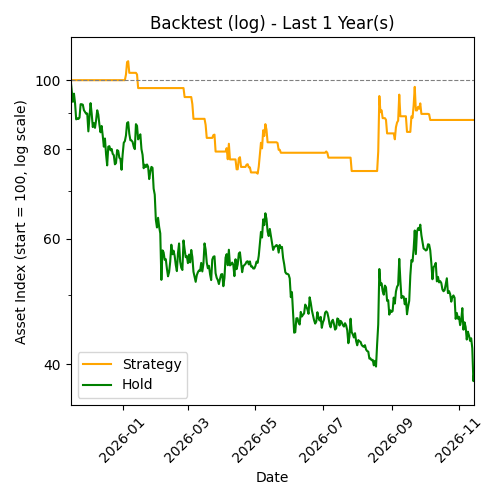 Backtest (log) - Last 1 Year(s)
Asset Index (start = 100, log scale)
100
80
60
40
Strategy
Hold
2026-01
2026-03
2026-05
2026-07
2026-09
2026-11
Date